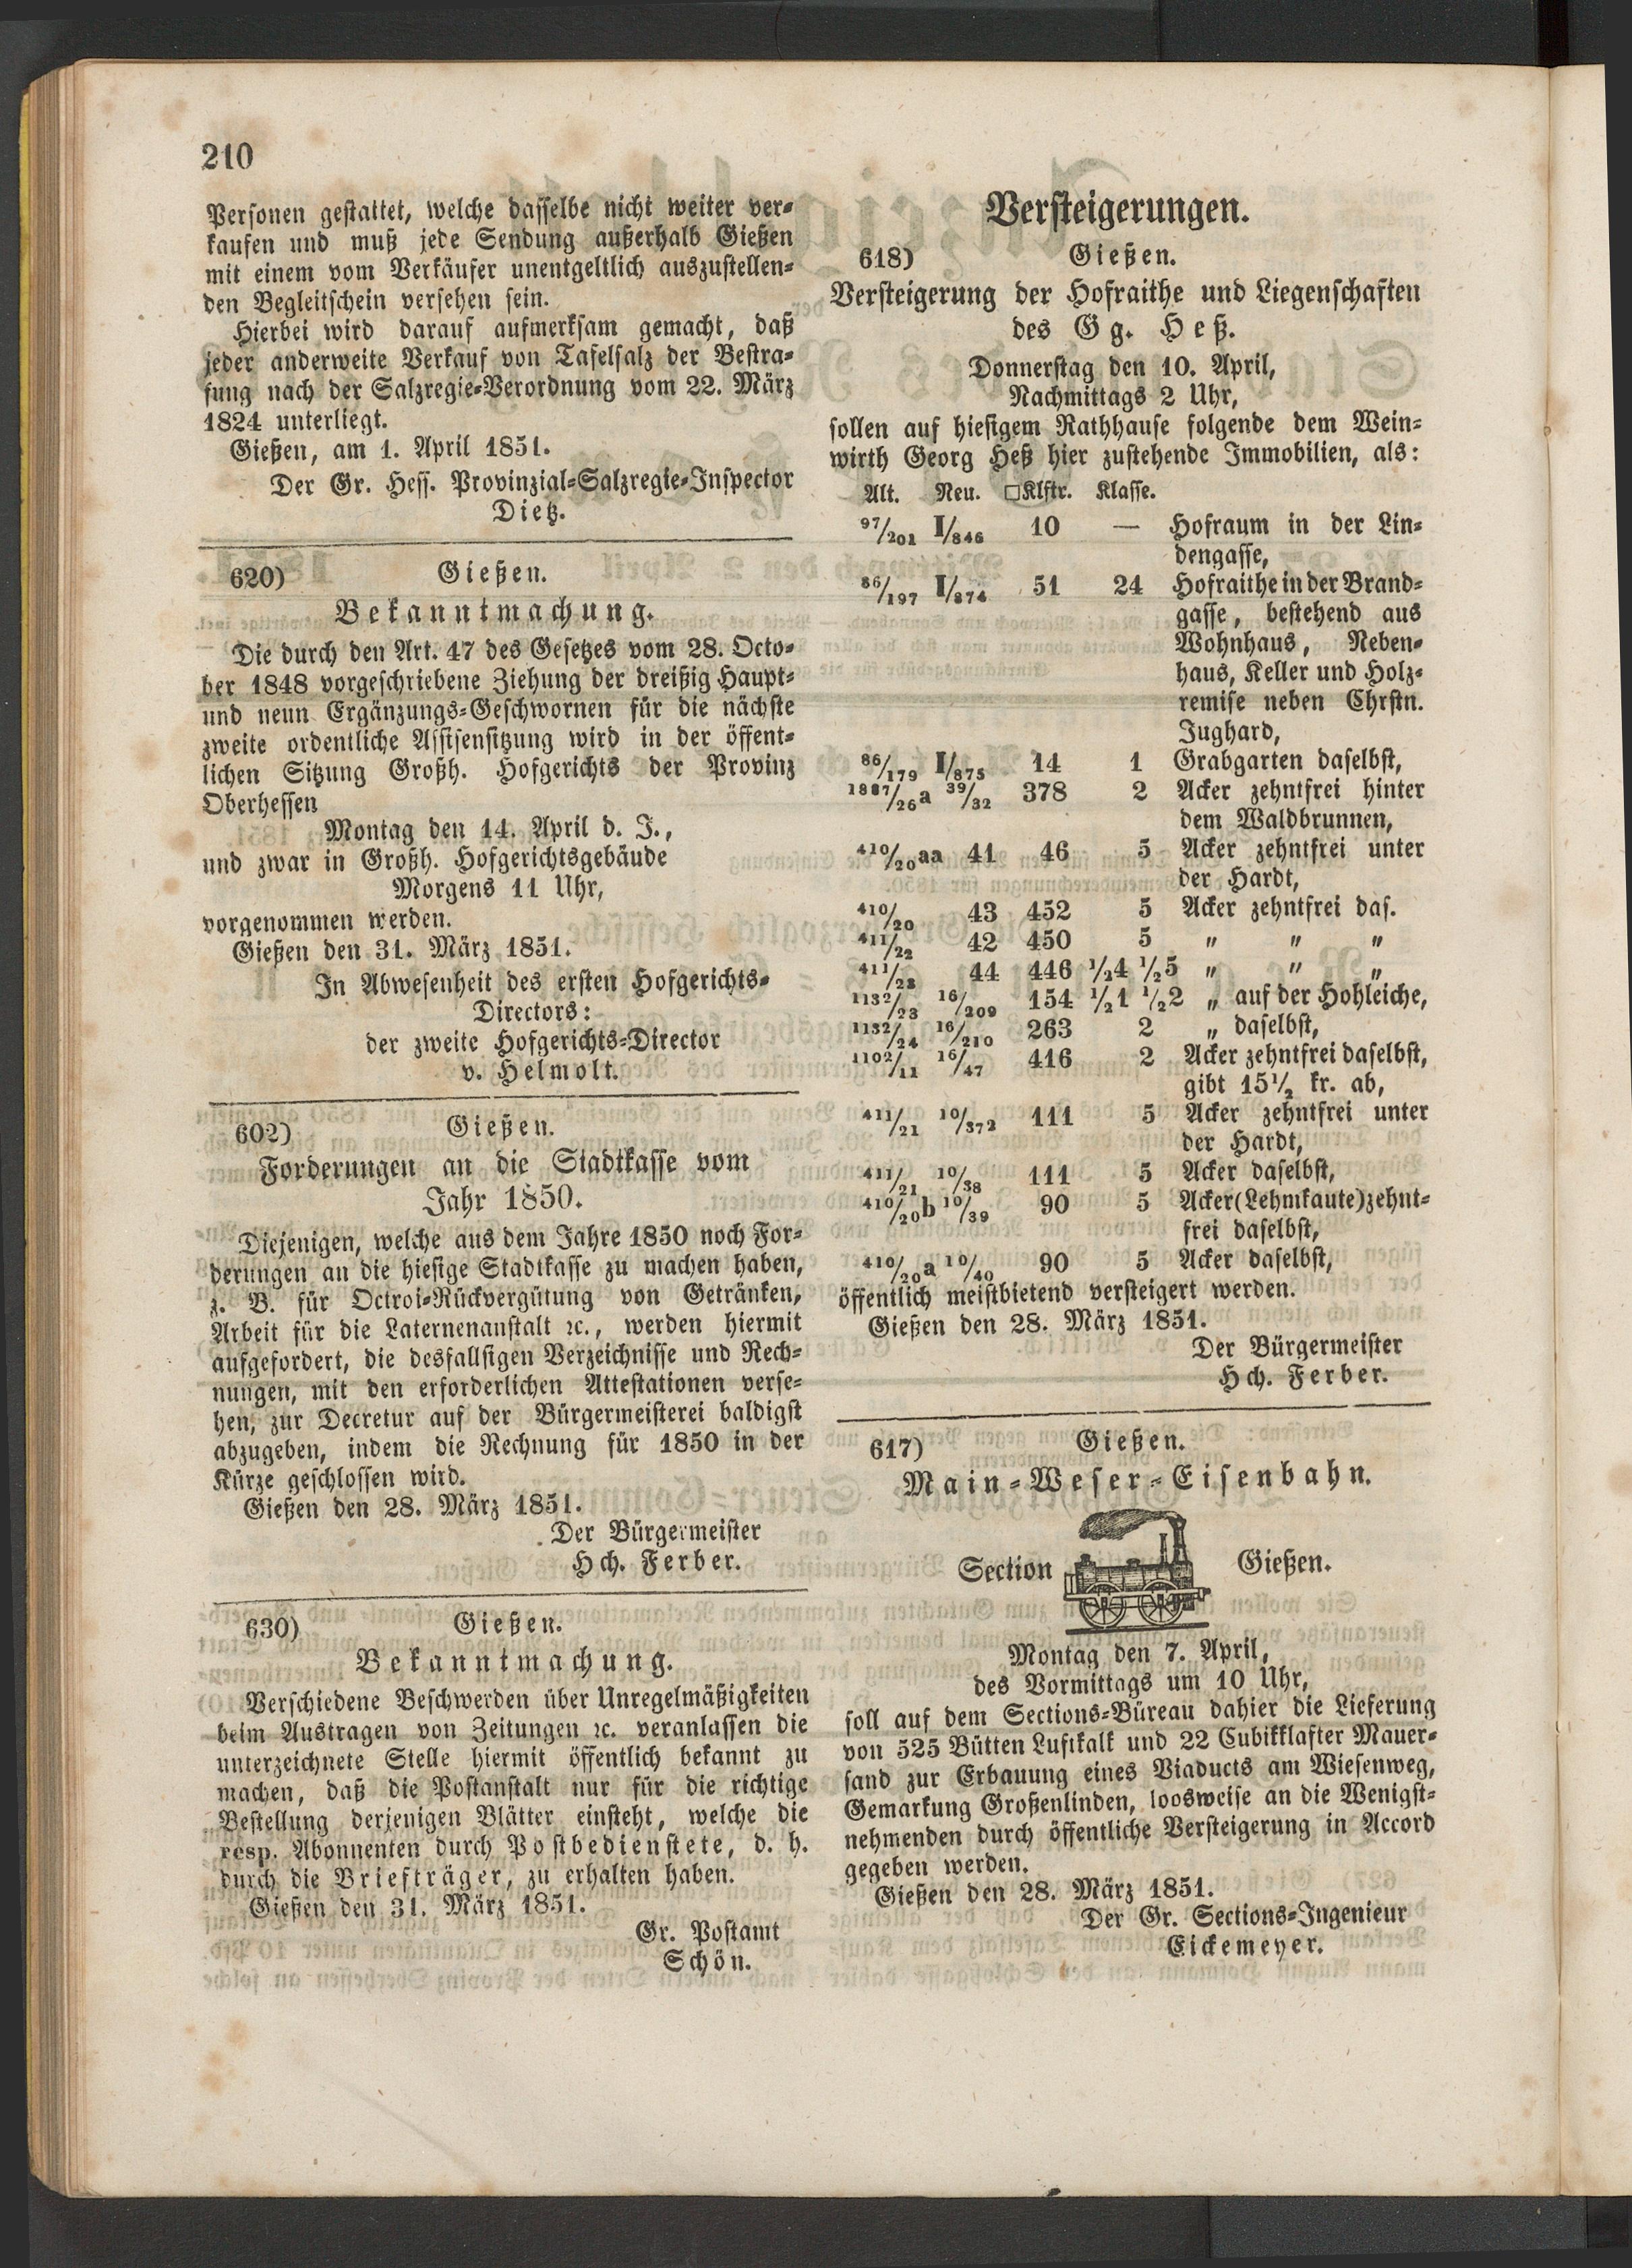 210
Personen gestattet, welche dasselbe nicht weiter ver-
kaufen und muß jede Sendung außerhalb Gießen
mit einem vom Verkäufer unentgeltlich auszustellen-
den Begleitschein versehen sein.
Hierbei wird darauf aufmerksam gemacht, daß
jeder anderweite Verkauf von Tafelsalz der Bestra-
fung nach der Salzregie-Verordnung vom 22. März
1824 unterliegt.
Gießen, am 1. April 1851.
Der Gr. Hess. Provinzial-Salzregie-Inspector
Dietz.
620) Gießen.
Bekanntmachung.
Die durch den Art. 47 des Gesetzes vom 28. Octo-
ber 1848 vorgeschriebene Ziehung der dreißig Haupt-
und neun Ergänzungs-Geschwornen für die nächste
zweite ordentliche Assisensitzung wird in der öffent-
lichen Sitzung Großh. Hofgerichts der Provinz
Oberhessen
Montag den 14. April d. J.,
und zwar in Großh. Hofgerichtsgebäude
Morgens 11 Uhr,
vorgenommen werden.
Gießen den 31. März 1851.
In Abwesenheit des ersten Hofgerichts-
Directors:
der zweite Hofgerichts-Director
v. Helmolt.
602) Gießen.
Forderungen an die Stadtkasse vom
Jahr 1850.
Diejenigen, welche aus dem Jahre 1850 noch For-
derungen an die hiesige Stadtkasse zu machen haben,
z. B. für Octroi-Rückvergütung von Getränken,
Arbeit für die Laternenanstalt ꝛc., werden hiermit
aufgefordert, die desfallsigen Verzeichnisse und Rech-
nungen, mit den erforderlichen Attestationen verse-
hen, zur Decretur auf der Bürgermeisterei baldigst
abzugeben, indem die Rechnung für 1850 in der
Kürze geschlossen wird.
Gießen den 28. März 1851.
Der Bürgermeister
Hch. Ferber.
630) Gießen.
Bekanntmachung.
Verschiedene Beschwerden über Unregelmäßigkeiten
beim Austragen von Zeitungen ꝛc. veranlassen die
unterzeichnete Stelle hiermit öffentlich bekannt zu
machen, daß die Postanstalt nur für die richtige
Bestellung derjenigen Blätter einsteht, welche die
resp. Abonnenten durch Postbedienstete, d. h.
durch die Briefträger, zu erhalten haben.
Gießen den 31. März 1851.
Gr. Postamt
Schön.
Versteigerungen.
618) Gießen.
Versteigerung der Hofraithe und Liegenschaften
des Gg. Heß.
Donnerstag den 10. April,
Nachmittags 2 Uhr,
sollen auf hiesigem Rathhause folgende dem Wein-
wirth Georg Heß hier zustehende Immobilien, als:
Alt. Neu. □Klftr. Klasse.
97/201 I/846 10 — Hofraum in der Lin-
dengasse,
86/197 I/874 51 24 Hofraithe in der Brand-
gasse, bestehend aus
Wohnhaus, Neben-
haus, Keller und Holz-
remise neben Chrstn.
Jughard,
86/179 I/875 14 1 Grabgarten daselbst,
1887/26a 39/32 378 2 Acker zehntfrei hinter
dem Waldbrunnen,
410/20aa 41 46 5 Acker zehntfrei unter
der Hardt,
410/20 43 452 5 Acker zehntfrei das.
411/22 42 450 5 „ „ „
411/23 44 446 1/2 4 1/2 5 „ „ „
1132/23 16/209 154 1/2 1 1/2 2 „ auf der Hohleiche,
1132/24 16/210 263 2 „ daselbst,
1102/11 16/47 416 2 Acker zehntfrei daselbst,
gibt 15 1/2 kr. ab,
411/21 10/372 111 5 Acker zehntfrei unter
der Hardt,
411/21 10/38 111 5 Acker daselbst,
410/20b 10/39 90 5 Acker (Lehmkaute) zehnt-
frei daselbst,
410/20a 10/40 90 5 Acker daselbst,
öffentlich meistbietend versteigert werden.
Gießen den 28. März 1851.
Der Bürgermeister
Hch. Ferber.
617) Gießen.
Main-Weser-Eisenbahn.
Section Gießen.
Montag den 7. April,
des Vormittags um 10 Uhr,
soll auf dem Sections-Büreau dahier die Lieferung
von 525 Bütten Luftkalk und 22 Cubikklafter Mauer-
sand zur Erbauung eines Viaducts am Wiesenweg,
Gemarkung Großenlinden, loosweise an die Wenigst-
nehmenden durch öffentliche Versteigerung in Accord
gegeben werden.
Gießen den 28. März 1851.
Der Gr. Sections-Ingenieur
Eickemeyer.